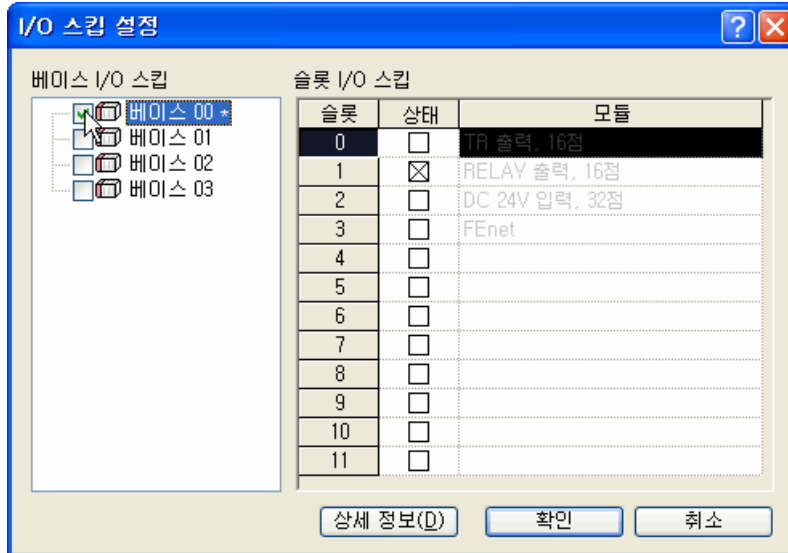 I/O 스킵 설정
베이스 I/O 스킵
베이스 00 *
베이스 01
베이스 02
베이스 03
슬롯 I/O 스킵
슬롯 상태 모듈
0 TR 출력, 16점
1 RELAY 출력, 16점
2 DC 24V 입력, 32점
3 FEnet
4
5
6
7
8
9
10
11
상세 정보(D) 확인 취소